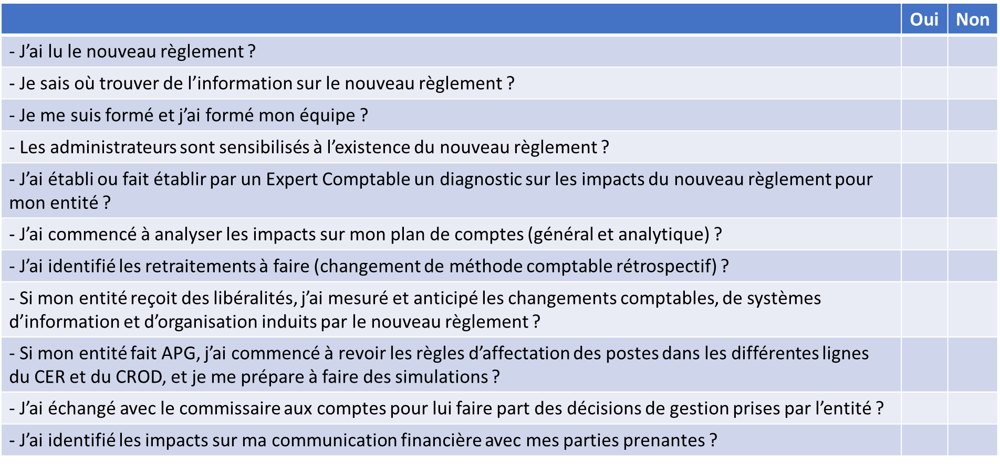 Oui Non
- J’ai lu le nouveau règlement ?
- Je sais où trouver de l’information sur le nouveau règlement ?
- Je me suis formé et j’ai formé mon équipe ?
- Les administrateurs sont sensibilisés à l’existence du nouveau règlement ?
- J’ai établi ou fait établir par un Expert Comptable un diagnostic sur les impacts du nouveau règlement pour
mon entité ?
- J’ai commencé à analyser les impacts sur mon plan de comptes (général et analytique) ?
- J’ai identifié les retraitements à faire (changement de méthode comptable rétrospectif) ?
- Si mon entité reçoit des libéralités, j’ai mesuré et anticipé les changements comptables, de systèmes
d’information et d’organisation induits par le nouveau règlement ?
- Si mon entité fait APG, j’ai commencé à revoir les règles d’affectation des postes dans les différentes lignes
du CER et du CROD, et je me prépare à faire des simulations ?
- J’ai échangé avec le commissaire aux comptes pour lui faire part des décisions de gestion prises par l’entité ?
- J’ai identifié les impacts sur ma communication financière avec mes parties prenantes ?